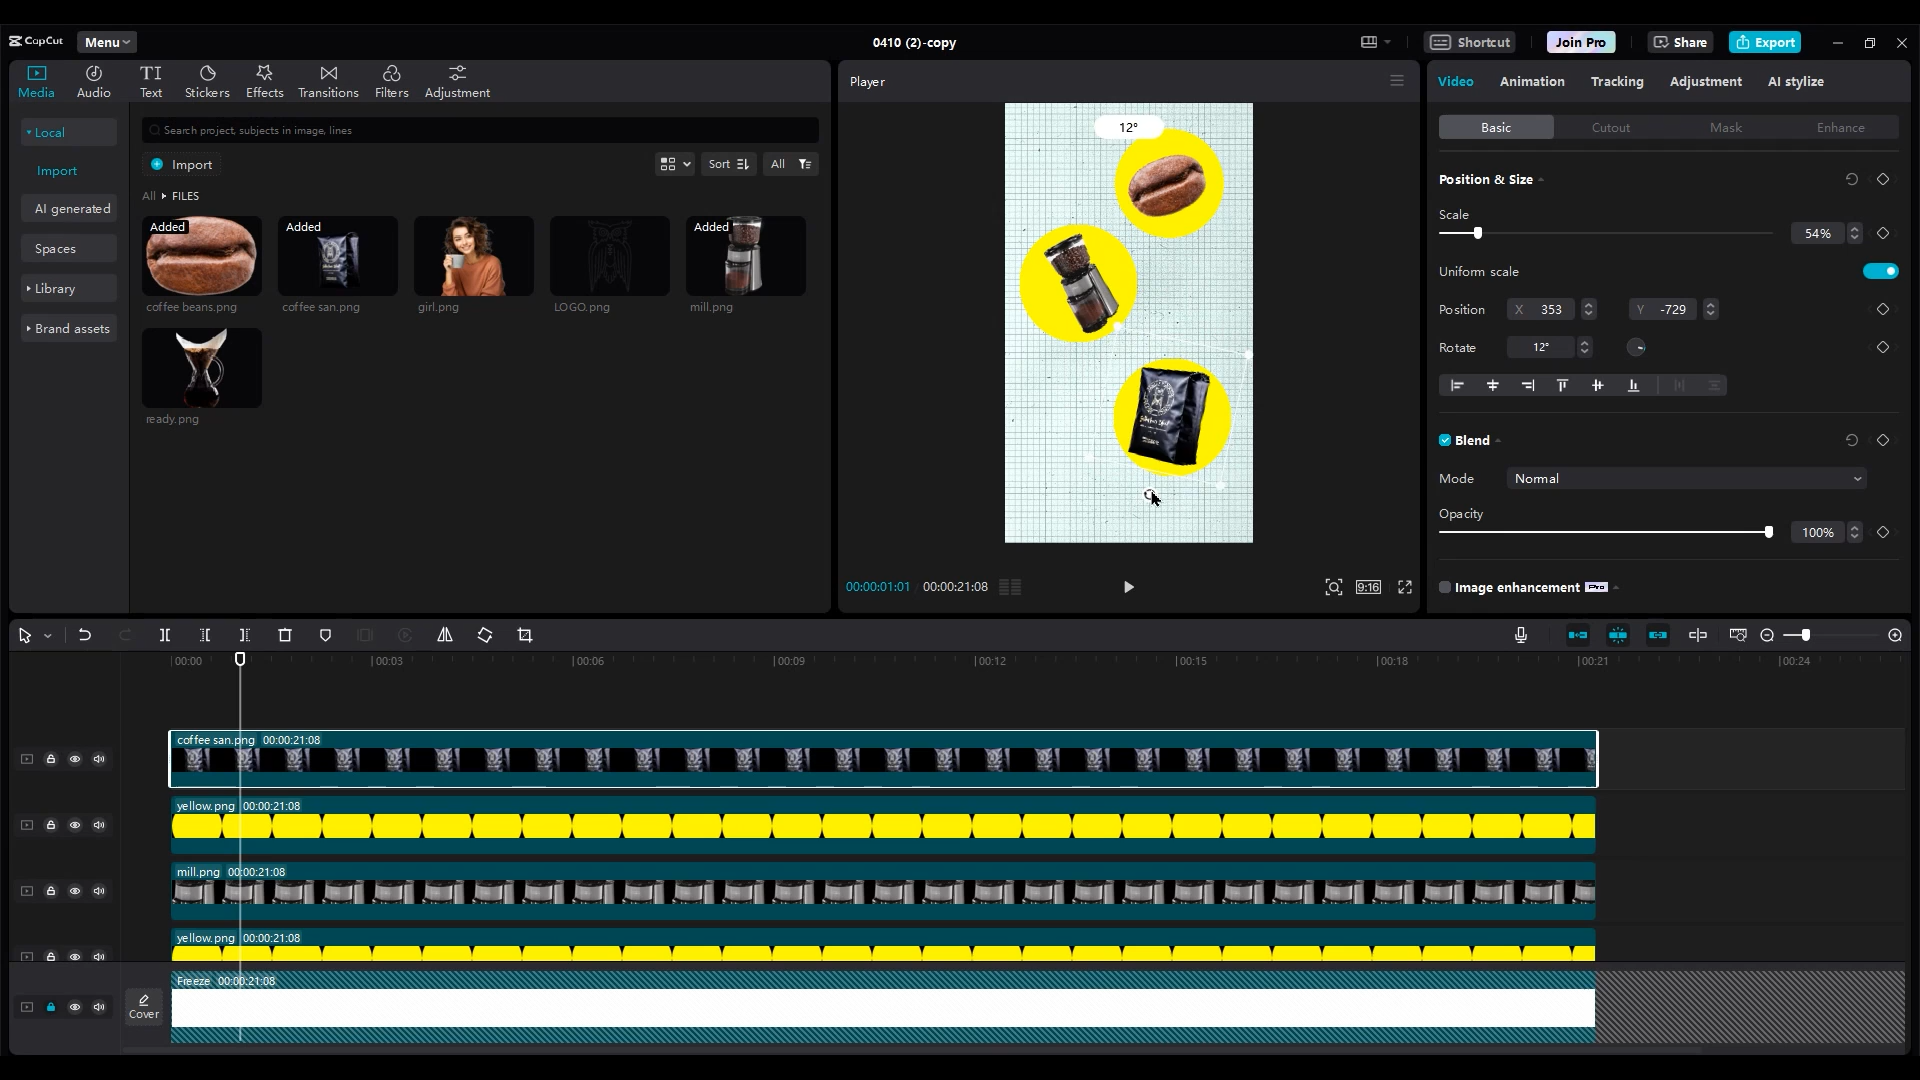 CapCut
Menu
0410 (2)-copy
Shortcut
Join Pro
Share
Export
Media
Audio
TI
Text
Stickers
Effects
Transitions
Filters
Adjustment
Local
Import
AI generated
Spaces
Library
Brand assets
Search project, subjects in image, lines
Import
Sort
All
All
FILES
Added
Added
Added
coffee beans.png
coffee san.png
girl.png
LOGO.png
mill.png
ready.png
Player
12°
00:00:01:01
00:00:21:08
9:16
Video
Animation
Tracking
Adjustment
AI stylize
Basic
Cutout
Mask
Enhance
Position & Size
Scale
54%
Uniform scale
Position
X 353
Y -729
Rotate
12°
Blend
Mode
Normal
Opacity
100%
Image enhancement
Pro
00:00
00:03
00:06
00:09
00:12
00:15
00:18
00:21
00:24
coffee san.png 00:00:21:08
yellow.png 00:00:21:08
mill.png 00:00:21:08
yellow.png 00:00:21:08
Freeze 00:00:21:08
Cover